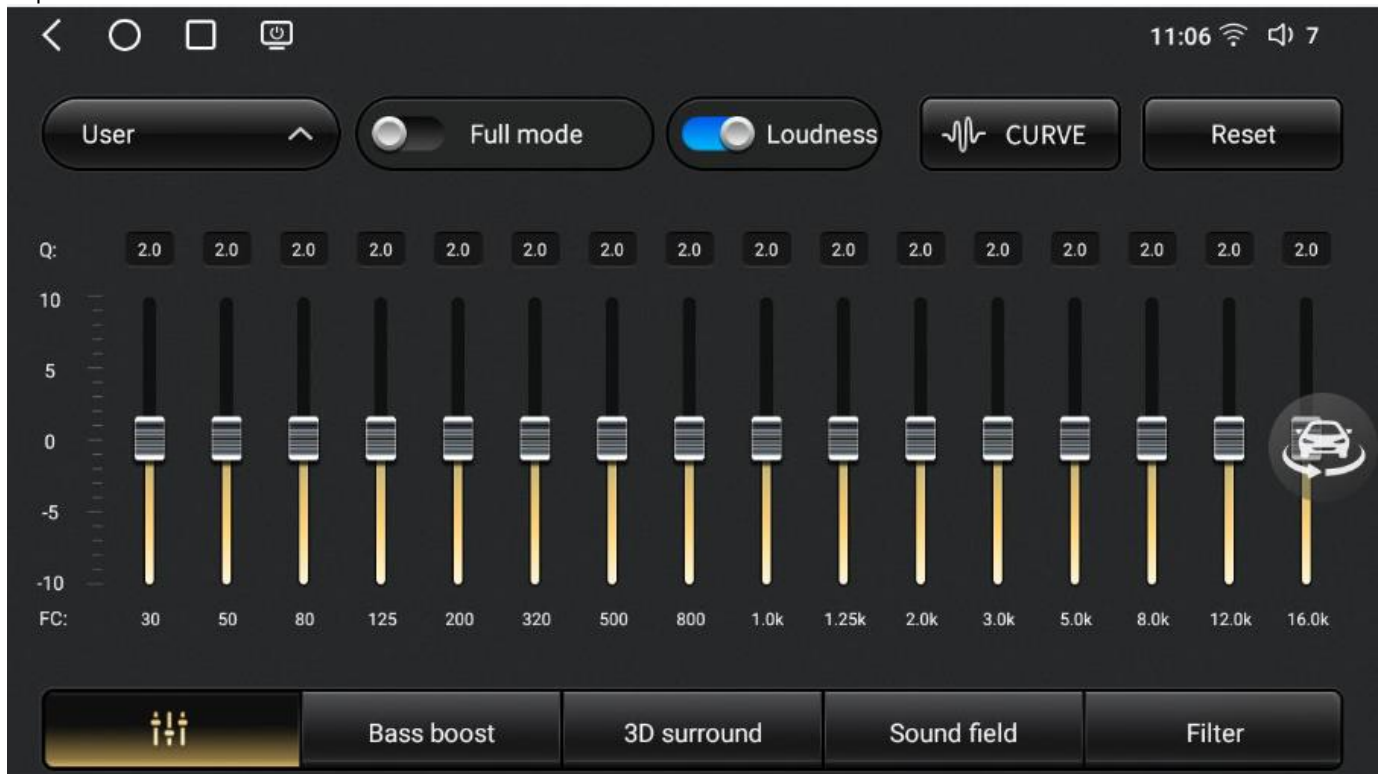 11:06 7
User Full mode Loudness CURVE Reset
Q: 2.0 2.0 2.0 2.0 2.0 2.0 2.0 2.0 2.0 2.0 2.0 2.0 2.0 2.0 2.0 2.0
10
5
0
-5
-10
FC: 30 50 80 125 200 320 500 800 1.0k 1.25k 2.0k 3.0k 5.0k 8.0k 12.0k 16.0k
Bass boost 3D surround Sound field Filter